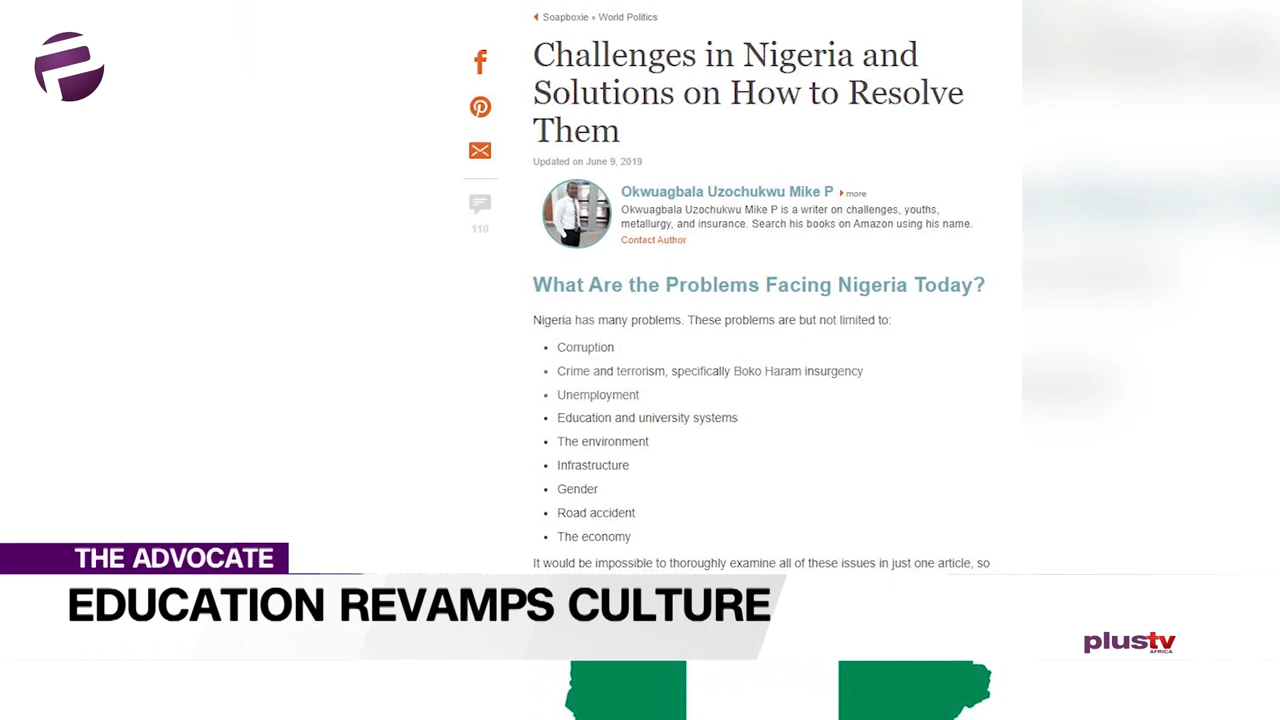 Soapboxie » World Politics
Challenges in Nigeria and
Solutions on How to Resolve
Them
Updated on June 9, 2019
Okwuagbala Uzochukwu Mike P more
Okwuagbala Uzochukwu Mike P is a writer on challenges, youths,
metallurgy, and insurance. Search his books on Amazon using his name.
Contact Author
110
What Are the Problems Facing Nigeria Today?
Nigeria has many problems. These problems are but not limited to:
• Corruption
• Crime and terrorism, specifically Boko Haram insurgency
• Unemployment
• Education and university systems
• The environment
• Infrastructure
• Gender
• Road accident
• The economy
It would be impossible to thoroughly examine all of these issues in just one article, so
THE ADVOCATE
EDUCATION REVAMPS CULTURE
plustv
AFRICA